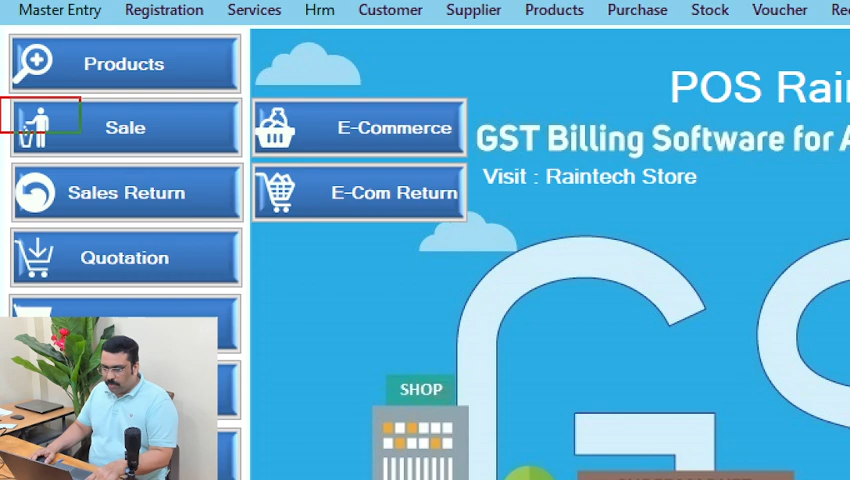 Master Entry Registration Services Hrm Customer Supplier Products Purchase Stock Voucher
Products
Sale
Sales Return
Quotation
E-Commerce
E-Com Return
POS
GST Billing Software for
Visit : Raintech Store
SHOP